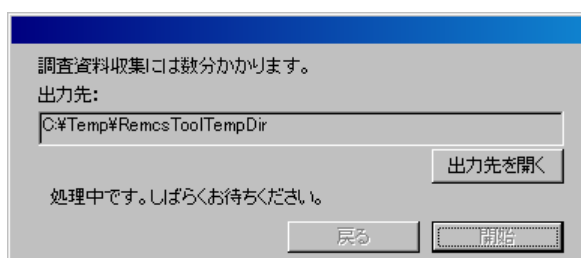 調査資料収集には数分かかります。
出力先:
C:¥Temp¥RemcsToolTempDir
出力先を開く
処理中です。しばらくお待ちください。
戻る
開始